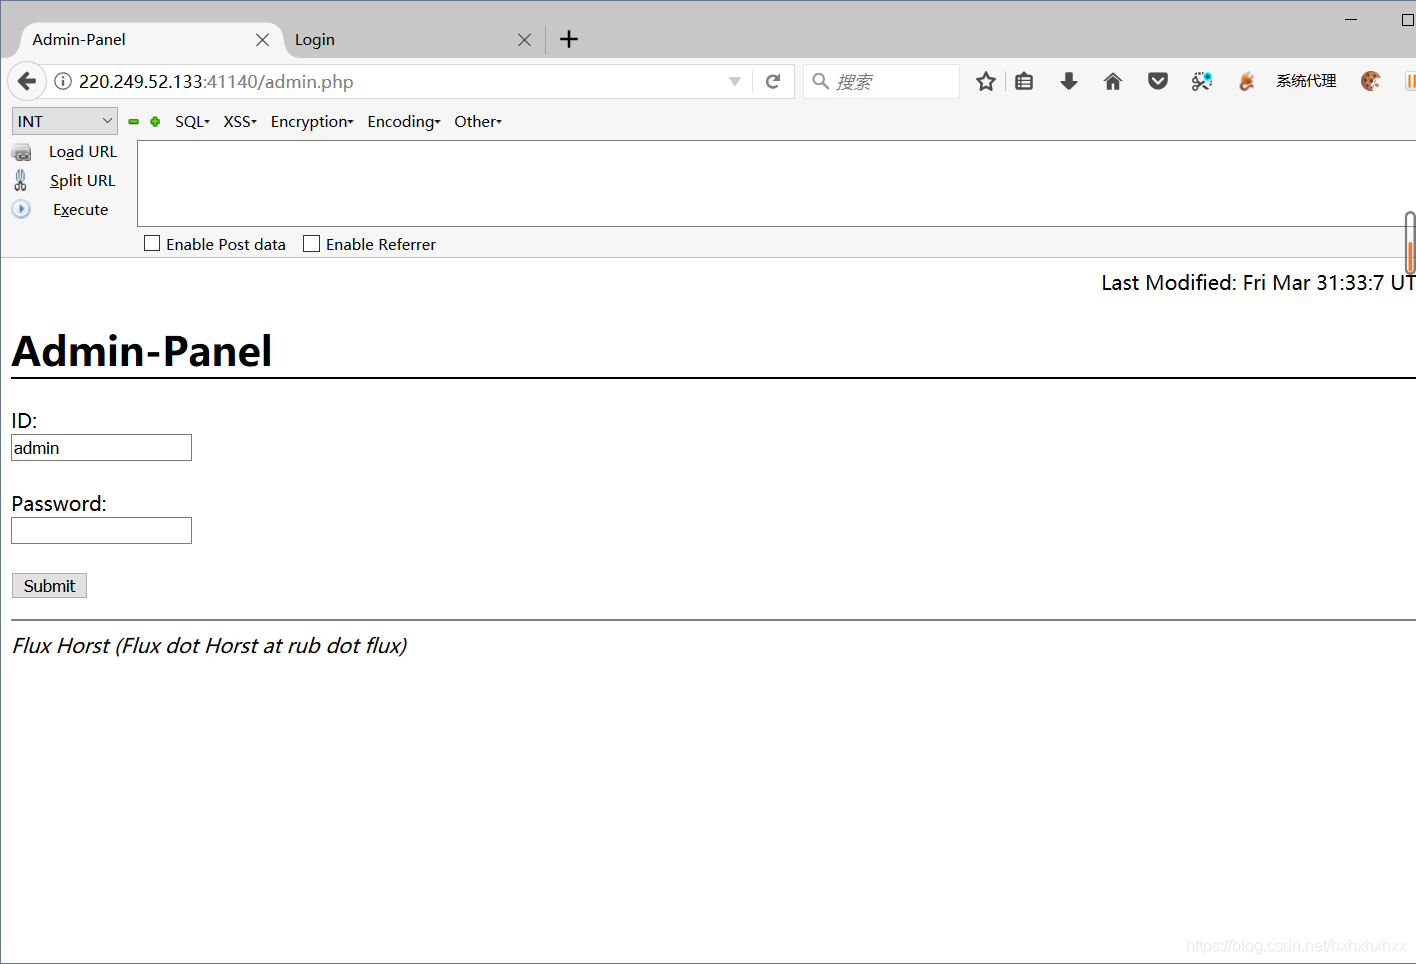 Admin-Panel
Login
220.249.52.133:41140/admin.php
搜索
系统代理
INT
SQL
XSS
Encryption
Encoding
Other
Load URL
Split URL
Execute
Enable Post data
Enable Referrer
Last Modified: Fri Mar 31:33:7 UT
Admin-Panel
ID:
admin
Password:
Submit
Flux Horst (Flux dot Horst at rub dot flux)
https://blog.csdn.net/hxhxhxhxx